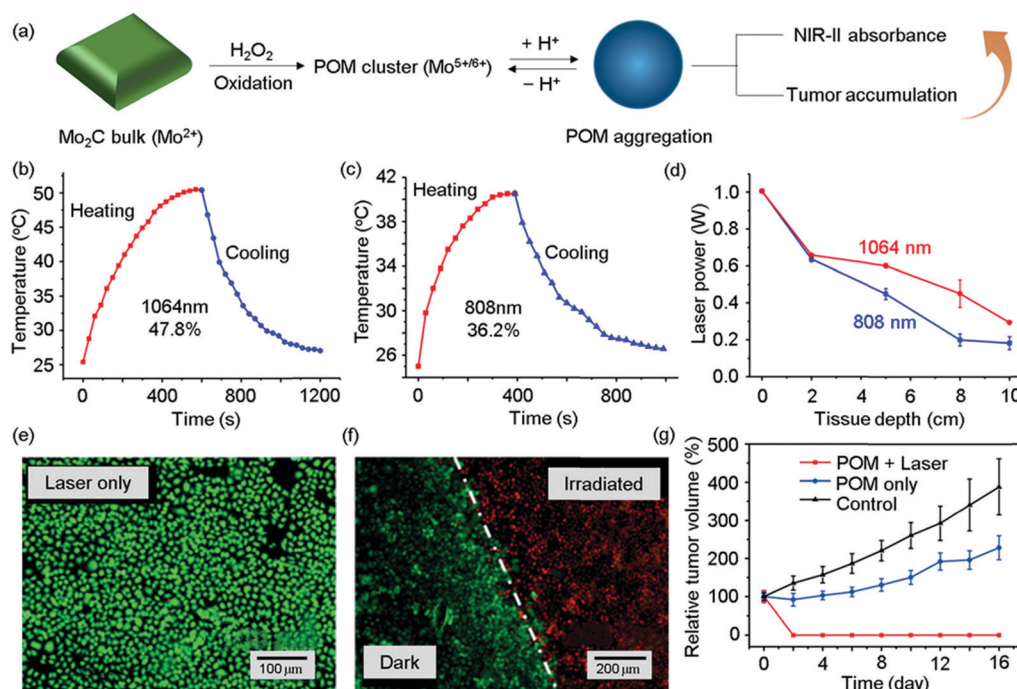 (a)
H₂O₂
Oxidation
POM cluster (Mo⁵⁺/⁶⁺)
+ H⁺
− H⁺
NIR-II absorbance
Tumor accumulation
Mo₂C bulk (Mo²⁺)
POM aggregation
(b)
Temperature (°C)
50
45
40
35
30
25
Heating
Cooling
1064nm
47.8%
0 400 800 1200
Time (s)
(c)
Temperature (°C)
42
38
34
30
26
Heating
Cooling
808nm
36.2%
0 400 800
Time (s)
(d)
Laser power (W)
1.0
0.8
0.6
0.4
0.2
0.0
1064 nm
808 nm
0 2 4 6 8 10
Tissue depth (cm)
(e)
Laser only
100 μm
(f)
Irradiated
Dark
200 μm
(g)
Relative tumor volume (%)
500
400
300
200
100
0
POM + Laser
POM only
Control
0 4 8 12 16
Time (day)